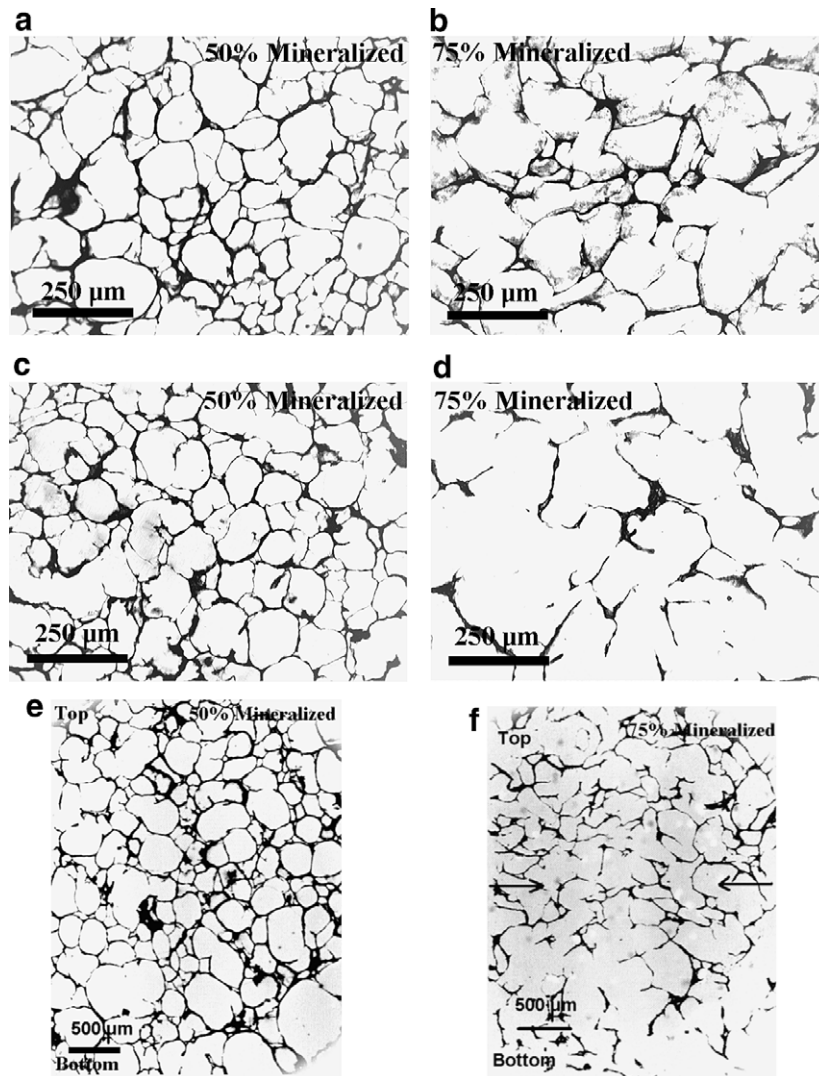 a
50% Mineralized
250 μm
b
75% Mineralized
250 μm
c
50% Mineralized
250 μm
d
75% Mineralized
250 μm
e
Top
50% Mineralized
500 μm
Bottom
f
Top
75% Mineralized
500 μm
Bottom